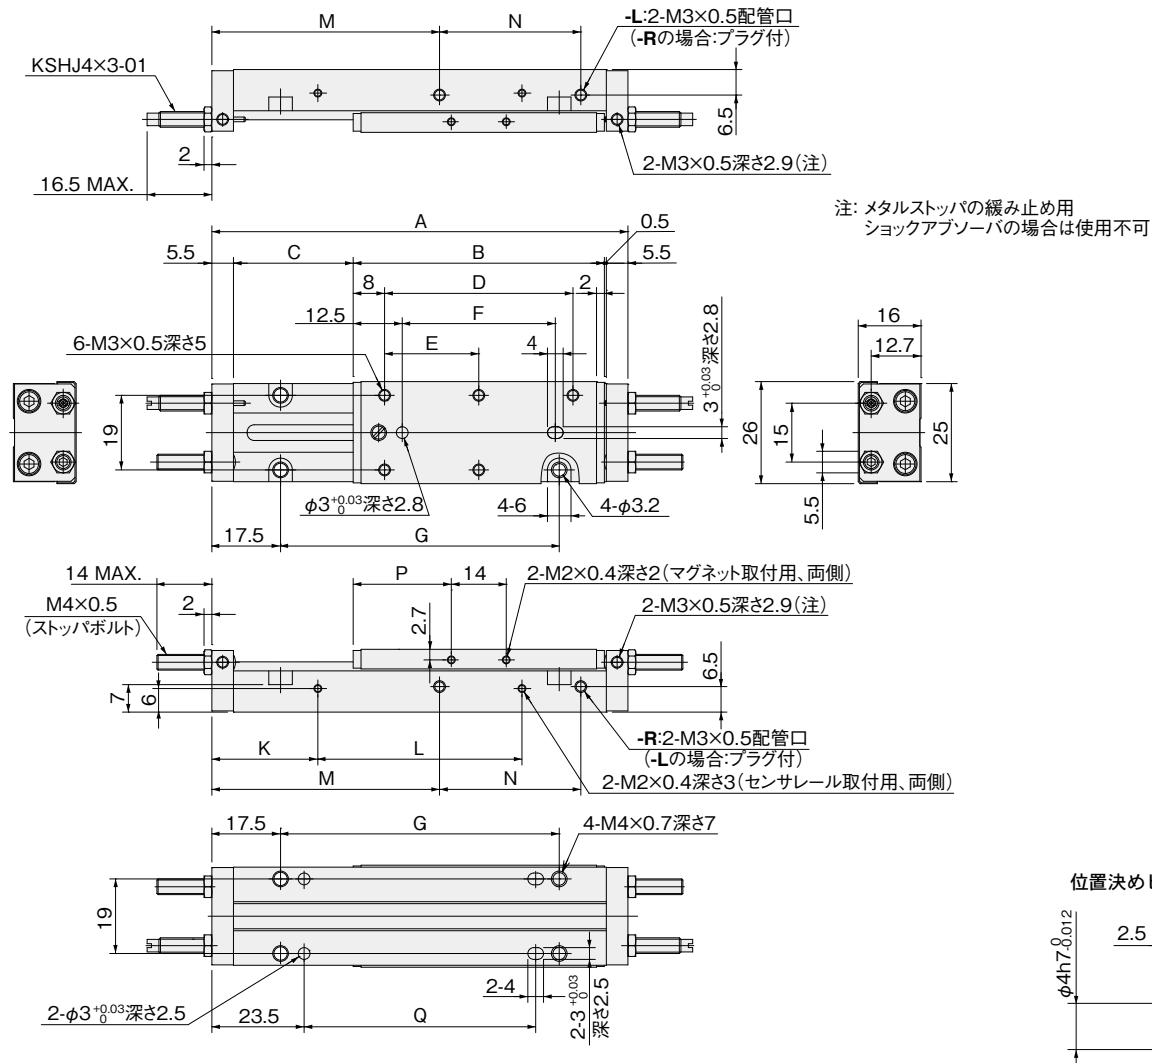 M
N
-L:2-M3×0.5配管口
(-Rの場合:プラグ付)
KSHJ4×3-01
6.5
2
16.5 MAX.
2-M3×0.5深さ2.9(注)
注: メタルストッパの緩み止め用
ショックアブソーバの場合は使用不可
A
0.5
5.5
C
B
5.5
8
D
2
12.5
F
6-M3×0.5深さ5
E
4
3 +0.03 0 深さ2.8
16
12.7
19
26
15
25
5.5
φ3 +0.03 0 深さ2.8
4-6
4-φ3.2
17.5
G
14 MAX.
P
14
2-M2×0.4深さ2(マグネット取付用、両側)
M4×0.5
(ストッパボルト)
2
2.7
2-M3×0.5深さ2.9(注)
7
6
6.5
K
L
-R:2-M3×0.5配管口
(-Lの場合:プラグ付)
M
N
2-M2×0.4深さ3(センサレール取付用、両側)
17.5
G
4-M4×0.7深さ7
19
2-4
2-3 +0.03 0
深さ2.5
2-φ3 +0.03 0 深さ2.5
23.5
Q
位置決め
2.5
φ4h7 0 -0.012